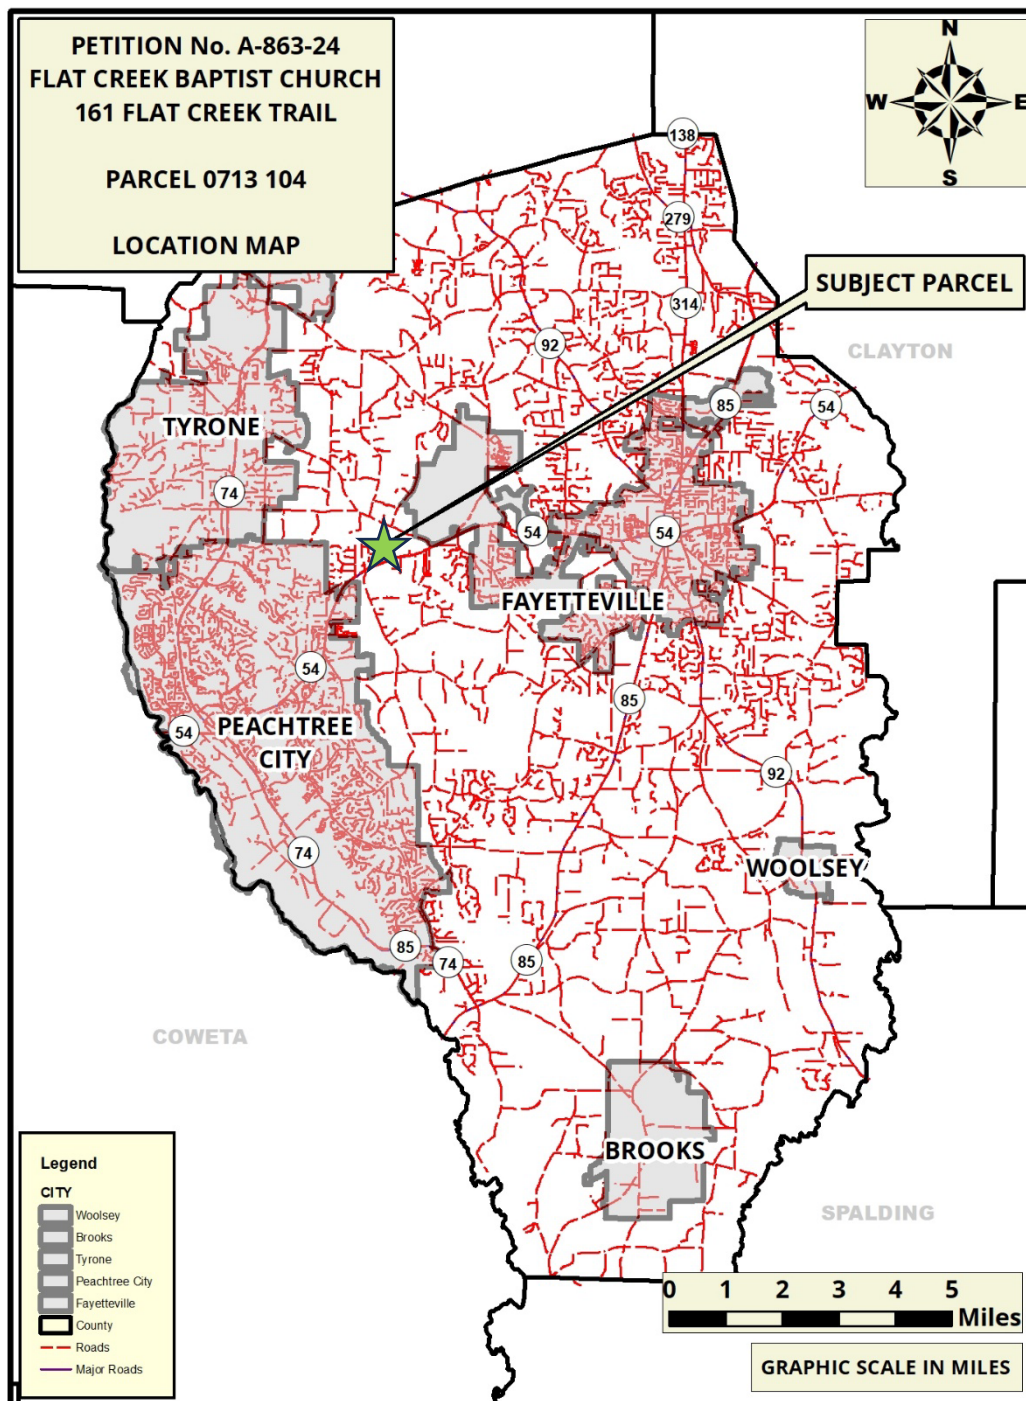 PETITION No. A-863-24
FLAT CREEK BAPTIST CHURCH
161 FLAT CREEK TRAIL
PARCEL 0713 104
LOCATION MAP
N
W
E
S
138
279
SUBJECT PARCEL
314
92
CLAYTON
85
54
TYRONE
74
54
54
FAYETTEVILLE
54
85
PEACHTREE
CITY
54
92
74
WOOLSEY
85
74
85
COWETA
BROOKS
SPALDING
Legend
CITY
Woolsey
Brooks
Tyrone
Peachtree City
Fayetteville
County
Roads
Major Roads
0 1 2 3 4 5
Miles
GRAPHIC SCALE IN MILES